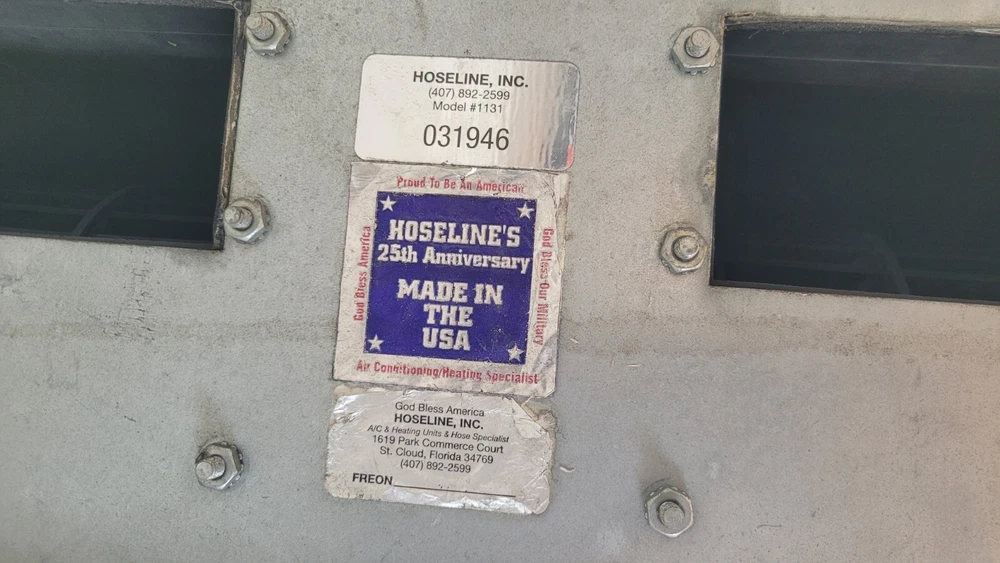 HOSELINE, INC.
(407) 892-2599
Model #1131
031946
Proud To Be An American
God Bless America
HOSELINE'S
25th Anniversary
MADE IN
THE
USA
God Bless Our Military
Air Conditioning/Heating Specialist
God Bless America
HOSELINE, INC.
A/C & Heating Units & Hose Specialist
1619 Park Commerce Court
St. Cloud, Florida 34769
(407) 892-2599
FREON